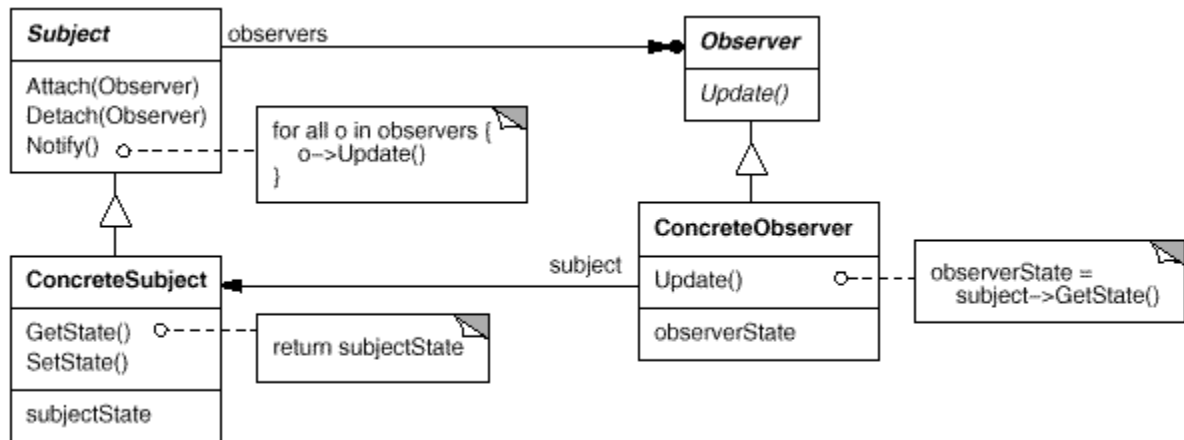 Subject
observers
Observer
Attach(Observer)
Detach(Observer)
Notify()
Update()
for all o in observers {
o->Update()
}
ConcreteSubject
GetState()
SetState()
subjectState
return subjectState
subject
ConcreteObserver
Update()
observerState
observerState =
subject->GetState()